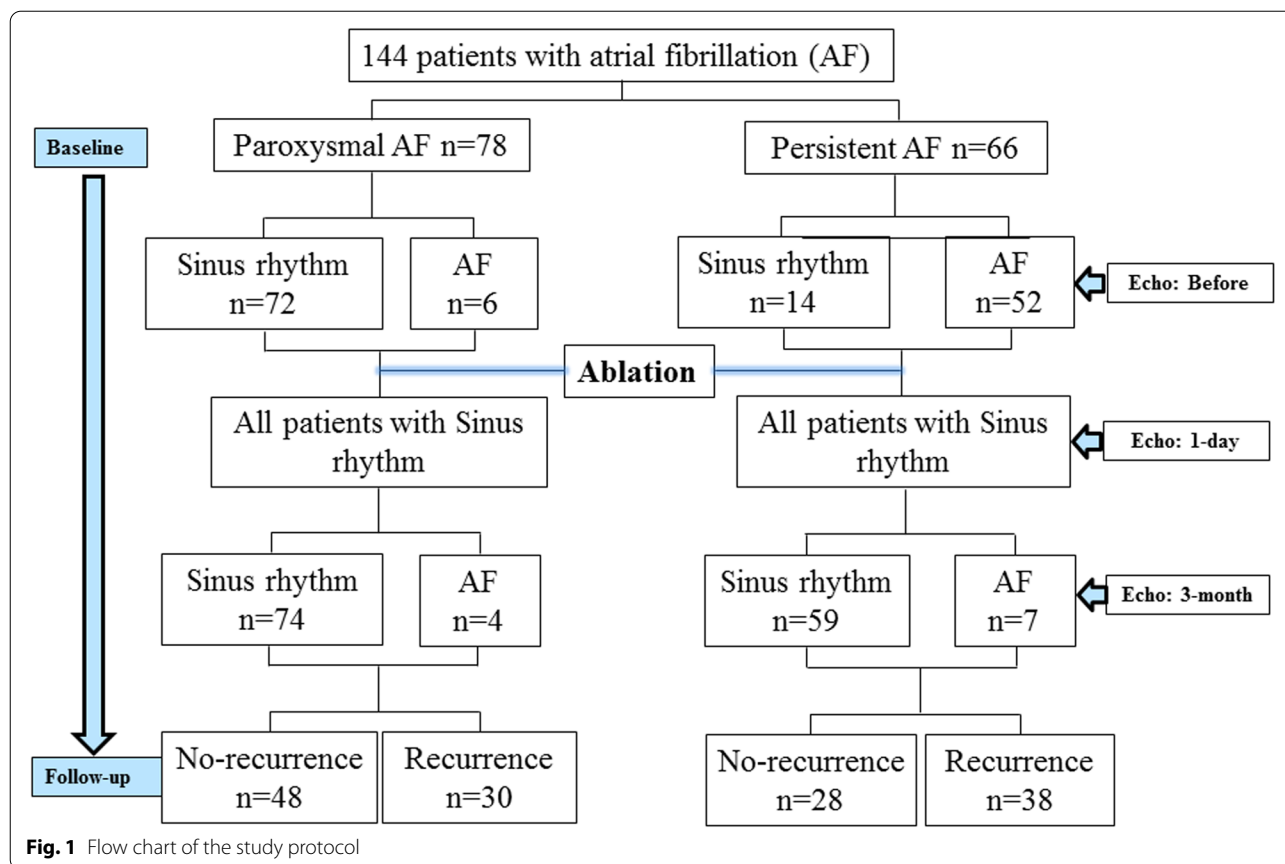 144 patients with atrial fibrillation (AF)
Baseline
Paroxysmal AF n=78
Persistent AF n=66
Sinus rhythm
n=72
AF
n=6
Sinus rhythm
n=14
AF
n=52
Echo: Before
Ablation
All patients with Sinus
rhythm
All patients with Sinus
rhythm
Echo: 1-day
Sinus rhythm
n=74
AF
n=4
Sinus rhythm
n=59
AF
n=7
Echo: 3-month
Follow-up
No-recurrence
n=48
Recurrence
n=30
No-recurrence
n=28
Recurrence
n=38
Fig. 1 Flow chart of the study protocol